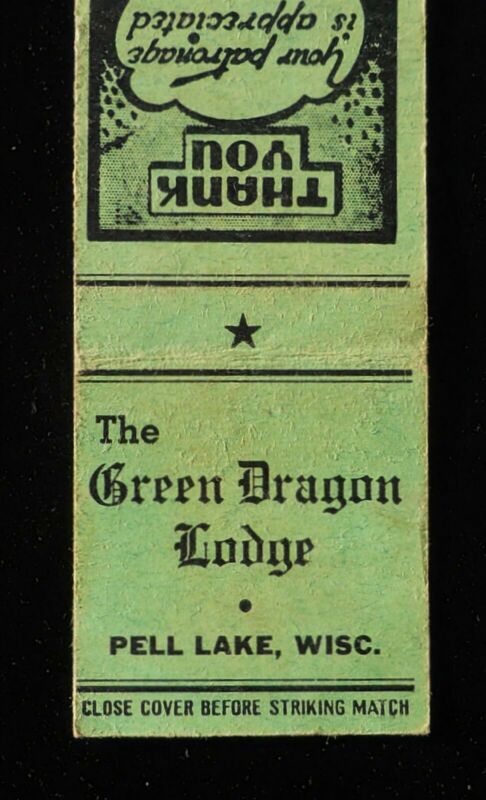 THANK
YOU
Your patronage
is appreciated
The
Green Dragon
Lodge
PELL LAKE, WISC.
CLOSE COVER BEFORE STRIKING MATCH